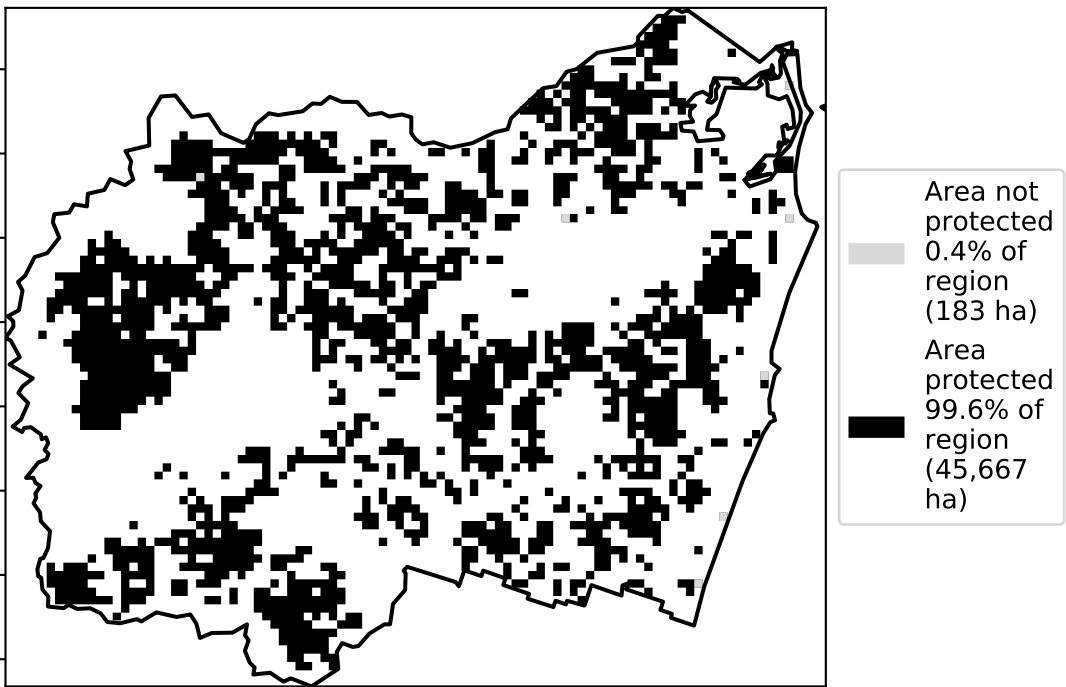 Area not
protected
0.4% of
region
(183 ha)
Area
protected
99.6% of
region
(45,667
ha)